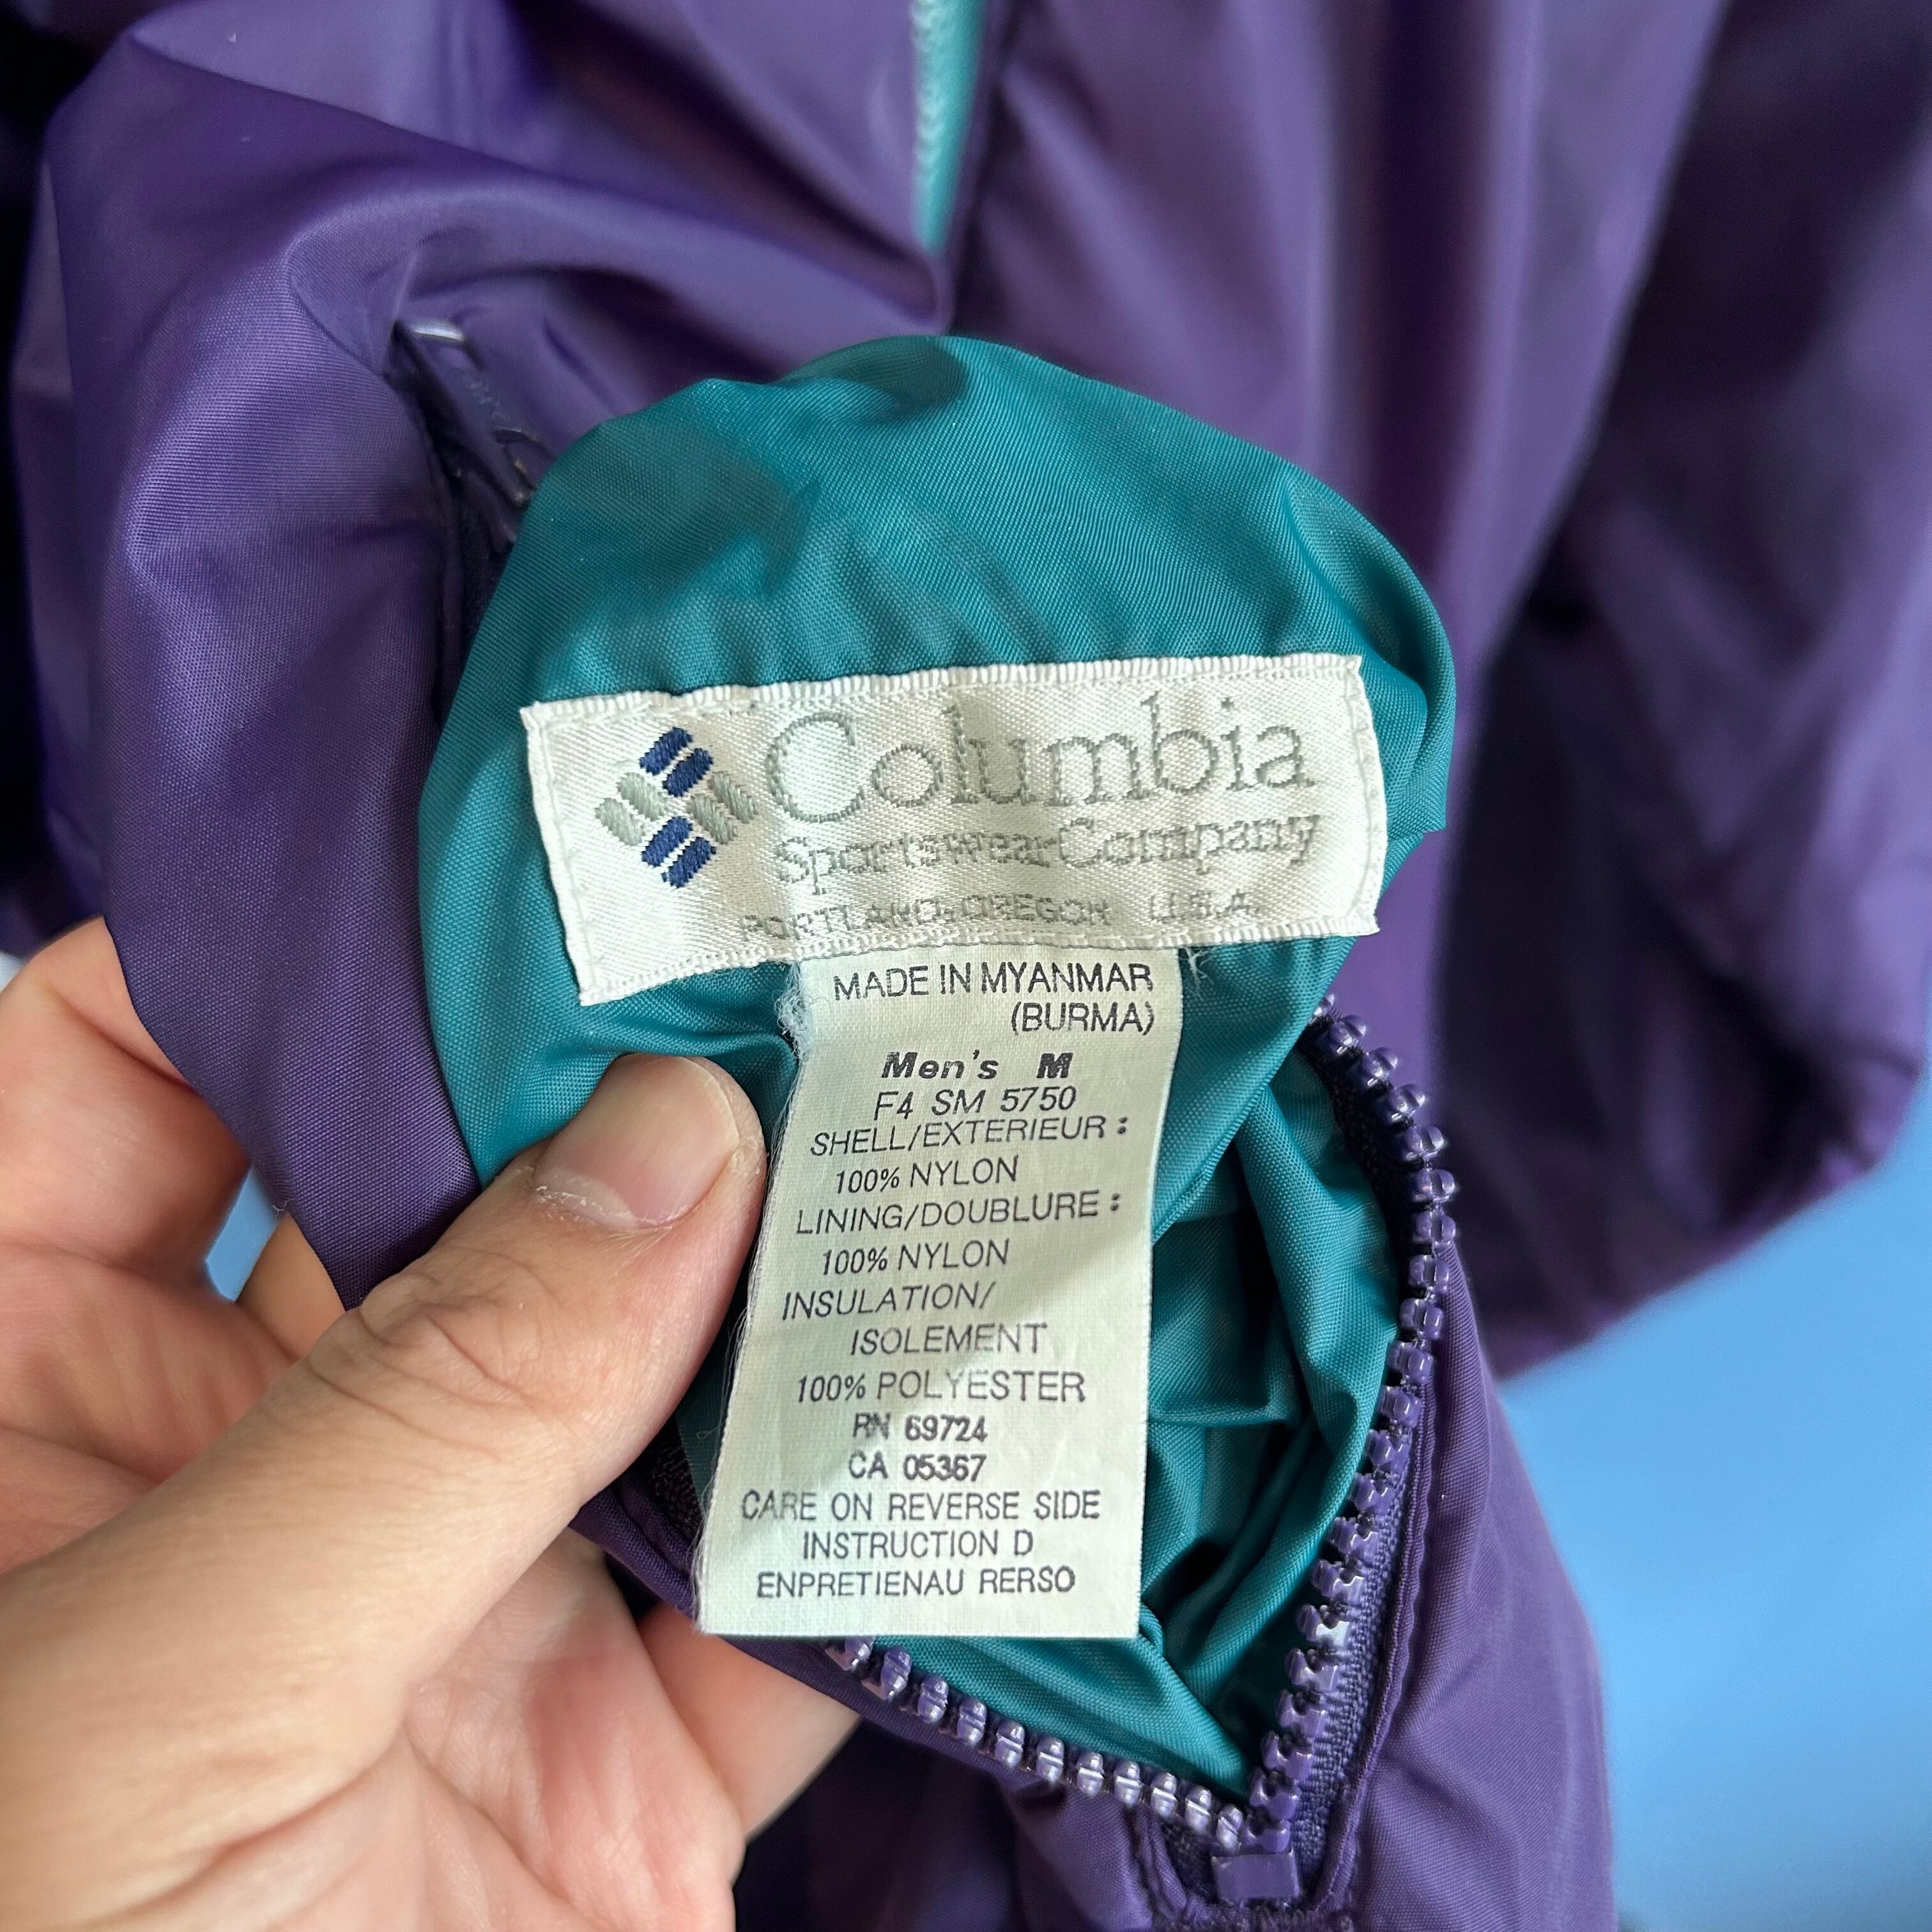 Columbia
Sportswear Company
PORTLAND, OREGON U.S.A.
MADE IN MYANMAR
(BURMA)
Men's M
F4 SM 5750
SHELL/EXTERIEUR :
100% NYLON
LINING/DOUBLURE :
100% NYLON
INSULATION/
ISOLEMENT
100% POLYESTER
RN 69724
CA 05367
CARE ON REVERSE SIDE
INSTRUCTION D
ENPRETIENAU RERSO